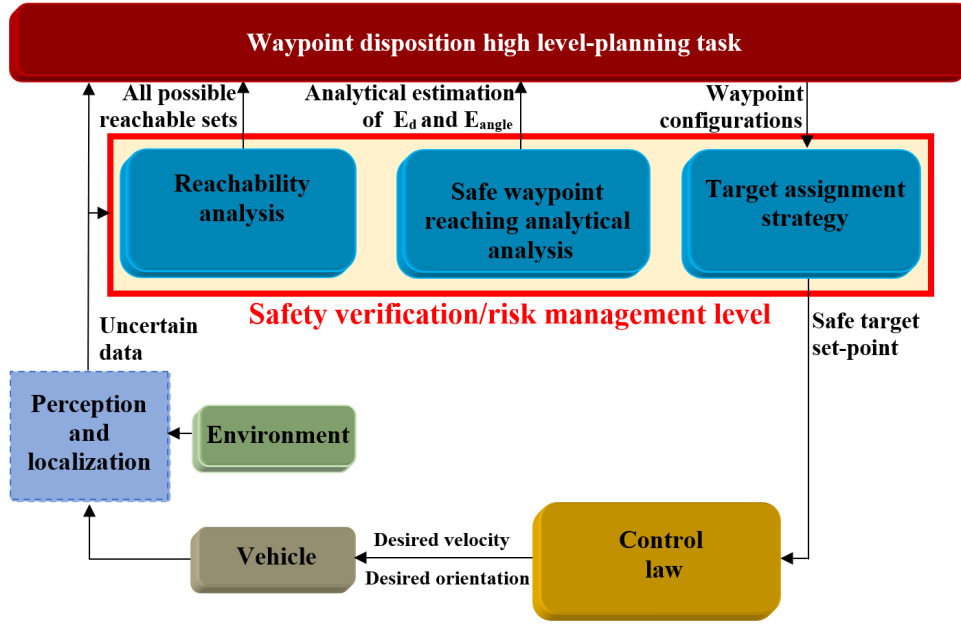 Waypoint disposition high level-planning task
All possible
reachable sets
Analytical estimation
of E_d and E_angle
Waypoint
configurations
Reachability
analysis
Safe waypoint
reaching analytical
analysis
Target assignment
strategy
Safety verification/risk management level
Uncertain
data
Safe target
set-point
Perception
and
localization
Environment
Vehicle
Desired velocity
Desired orientation
Control
law